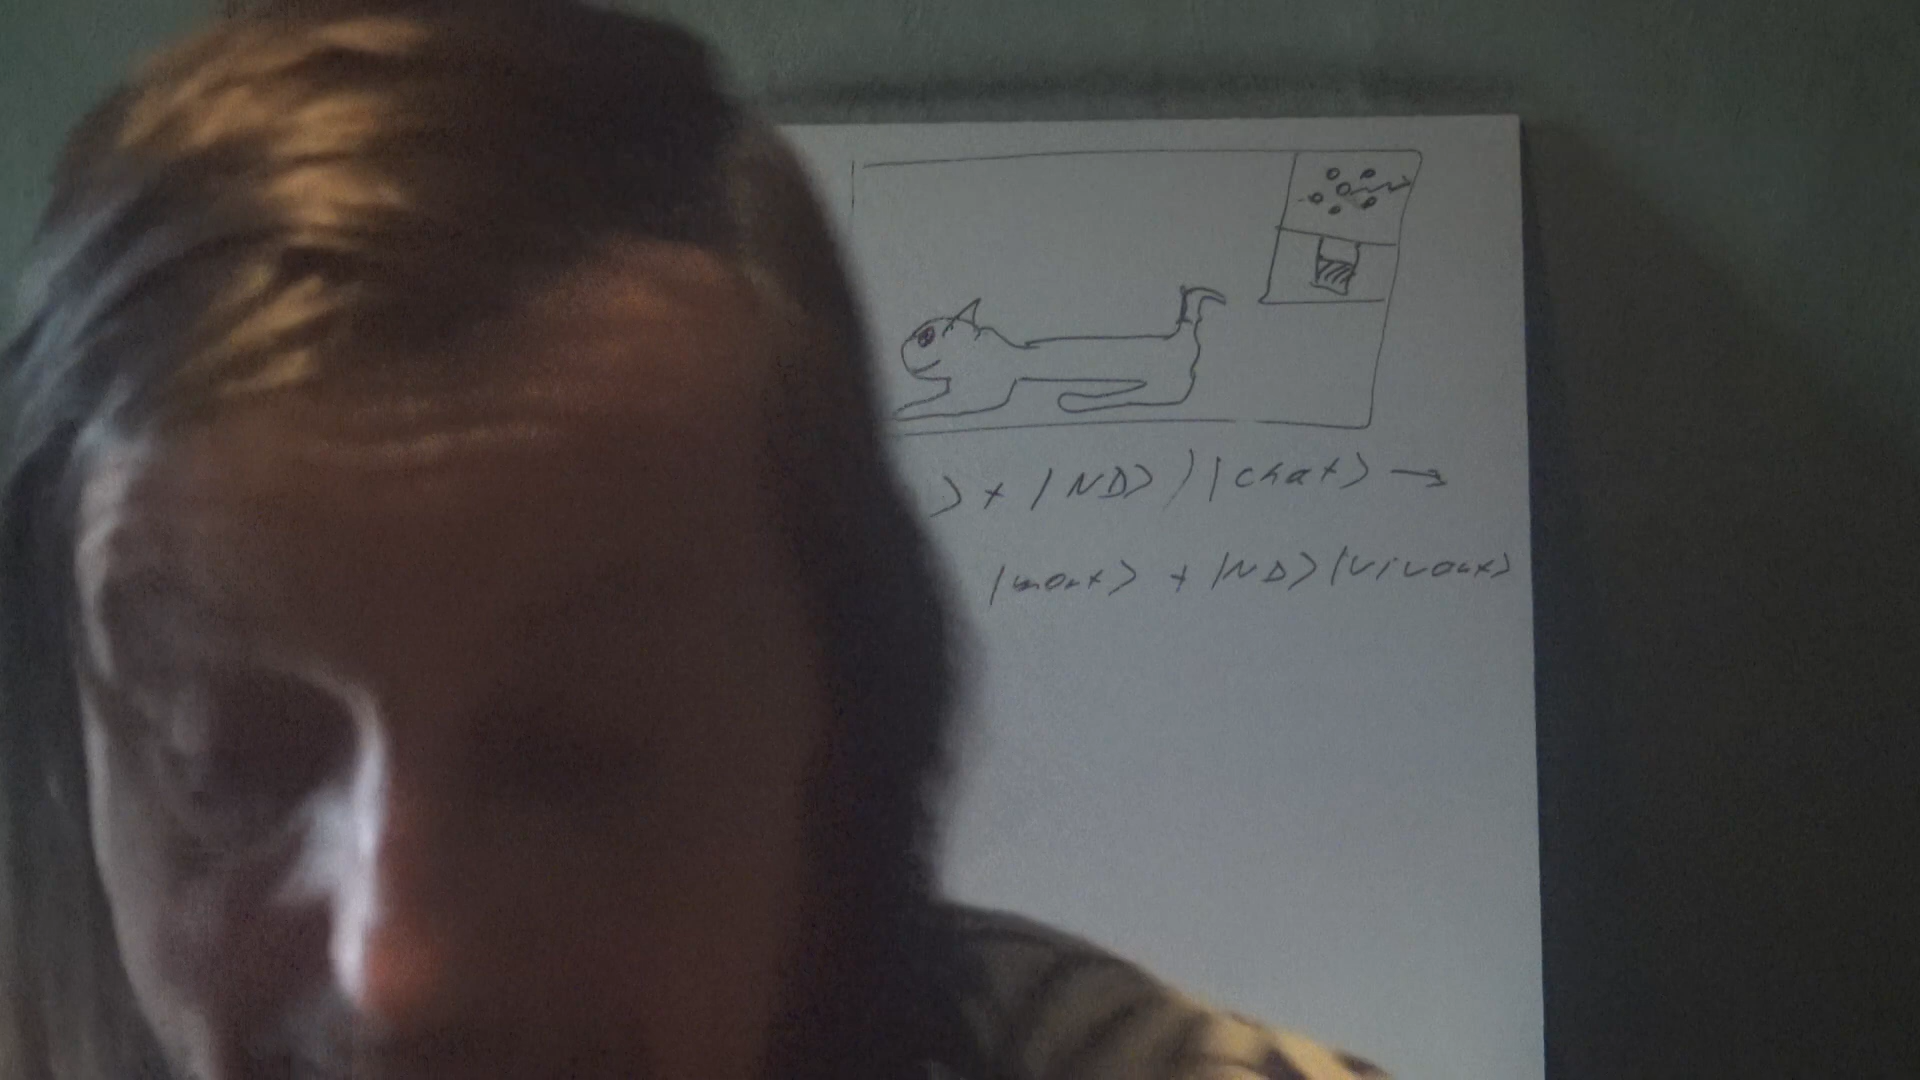 ⟩ + |ND⟩)|chat⟩ →
|mort⟩ + |ND⟩|vivant⟩